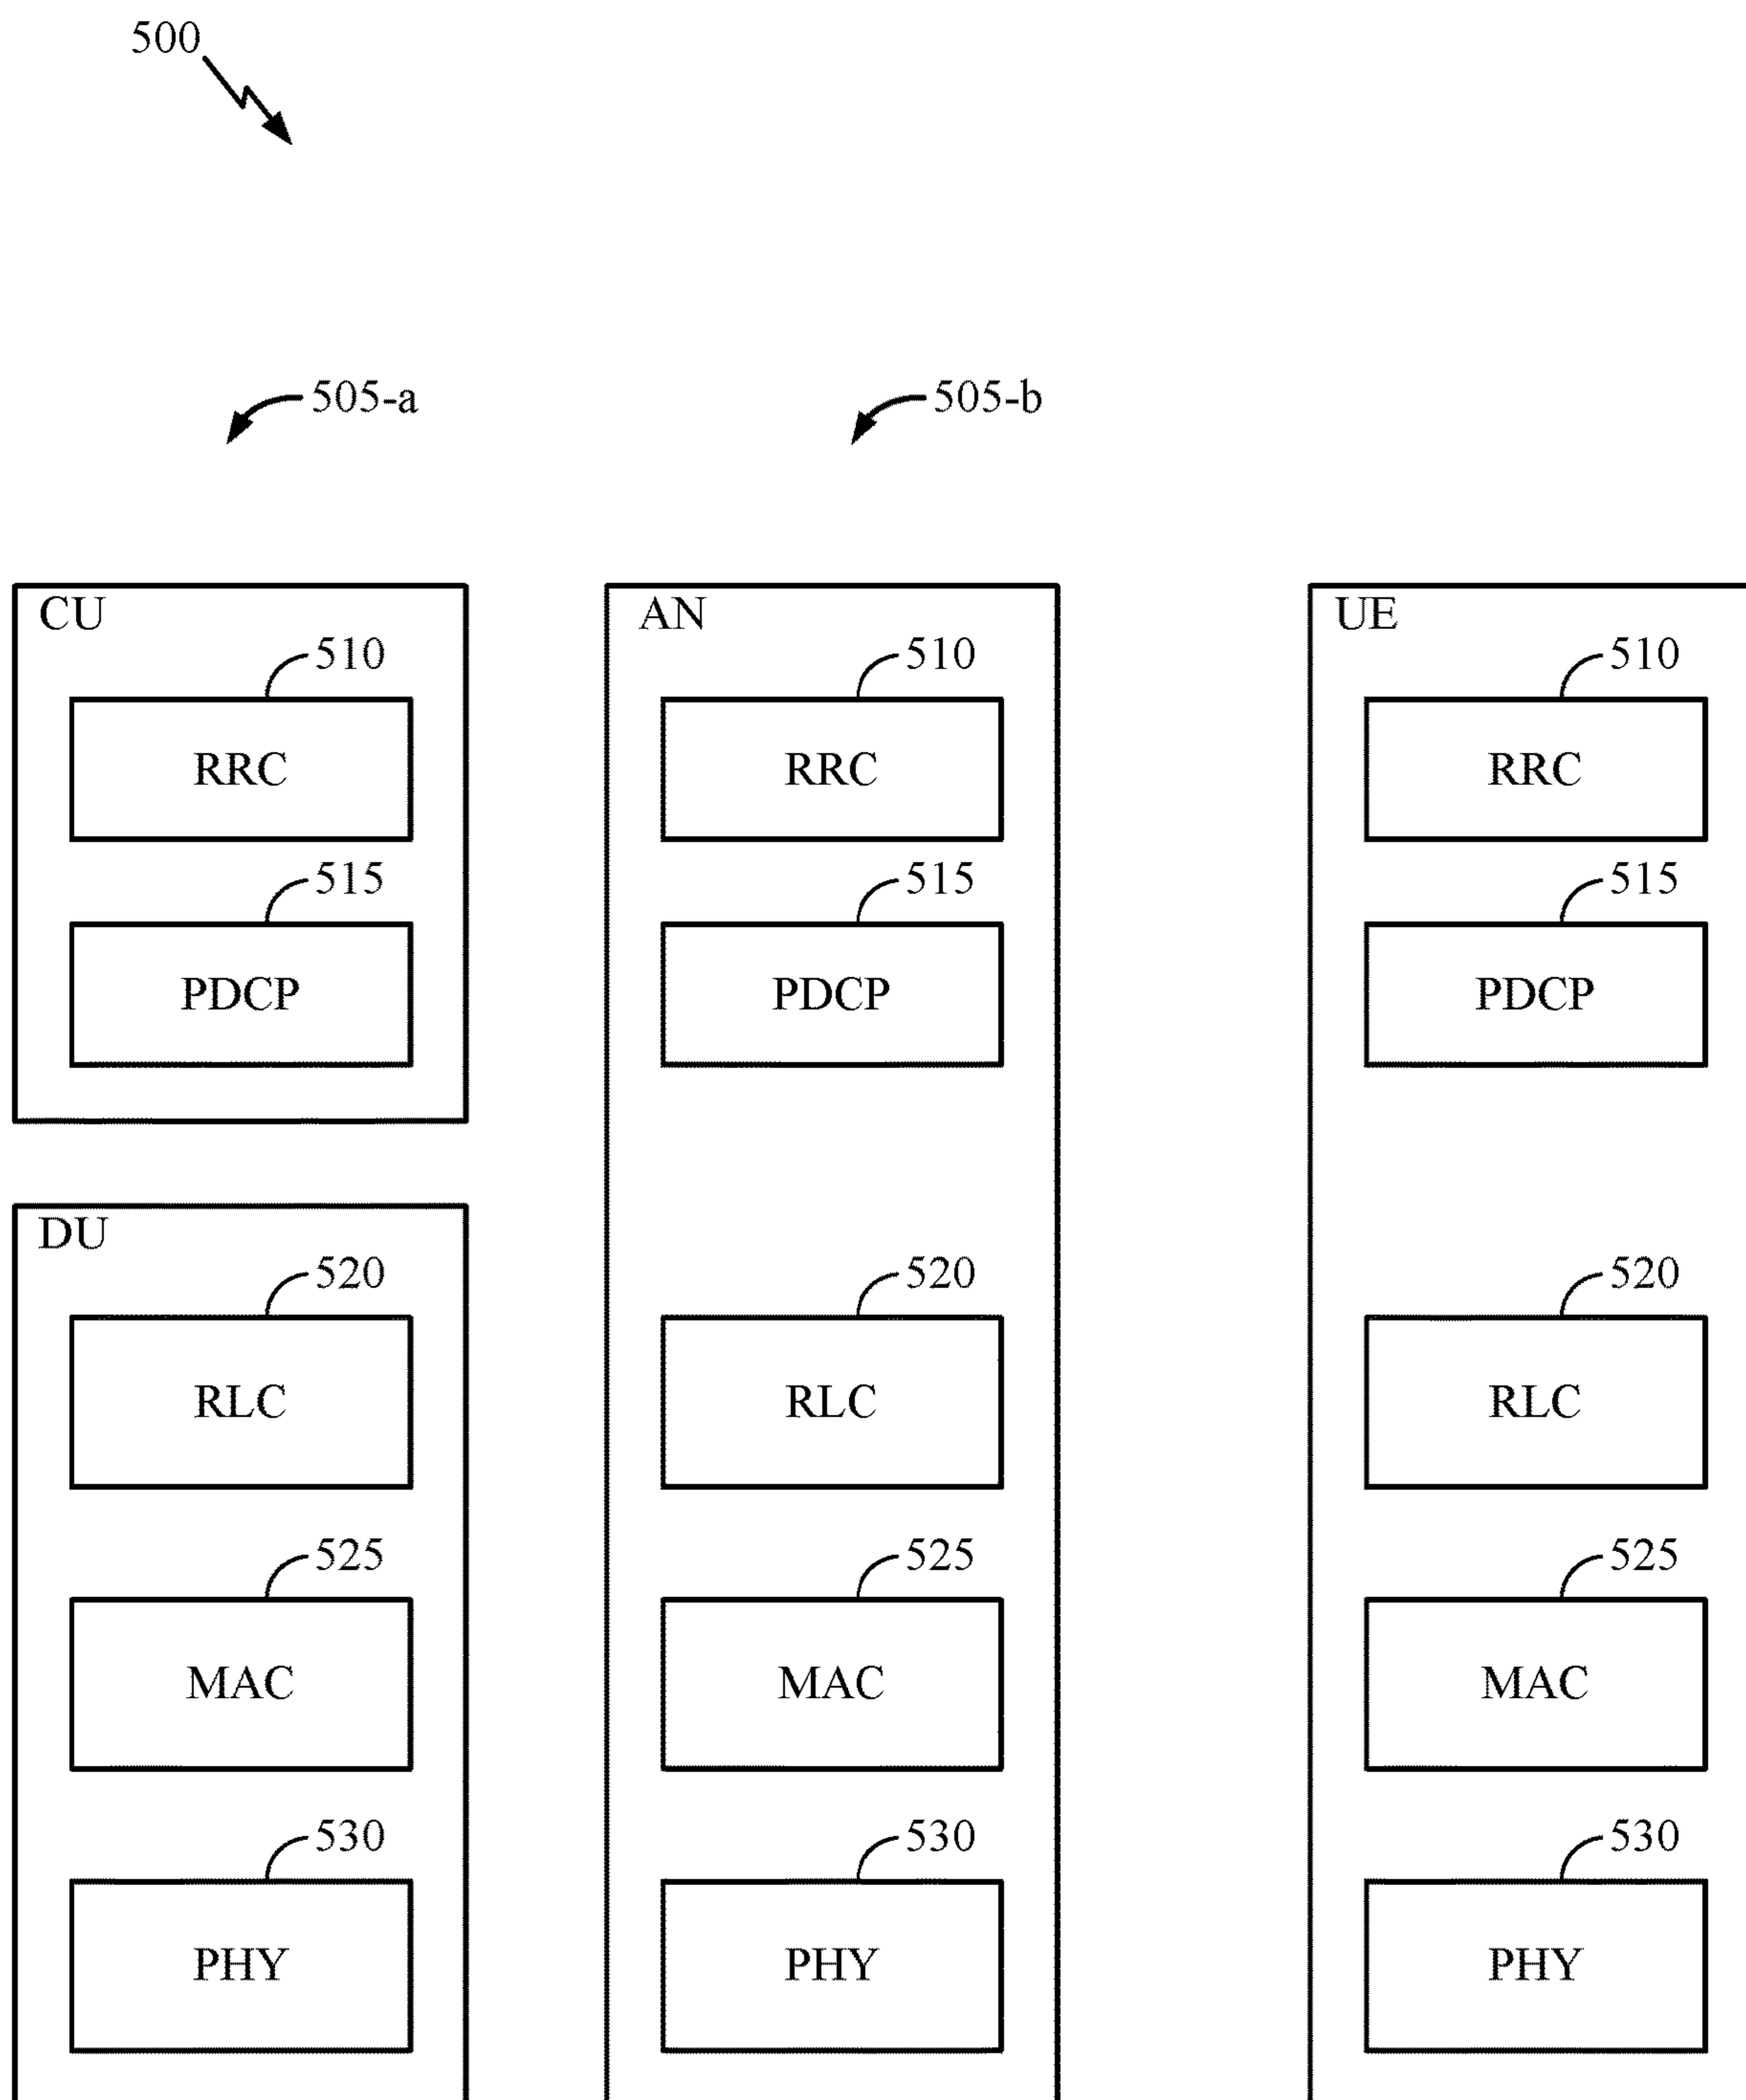 500
505-a 505-b
CU AN UE
510 510 510
RRC RRC RRC
515 515 515
PDCP PDCP PDCP
DU
520 520 520
RLC RLC RLC
525 525 525
MAC MAC MAC
530 530 530
PHY PHY PHY